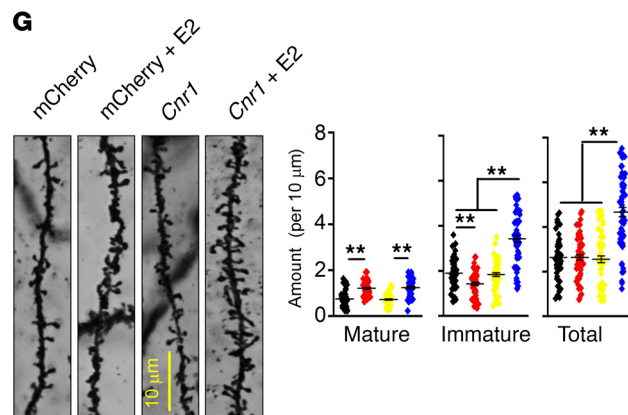 G
mCherry
mCherry + E2
Cnr1
Cnr1 + E2
10 μm
Amount (per 10 μm)
8
6
4
2
0
**
**
**
**
**
Mature
Immature
Total